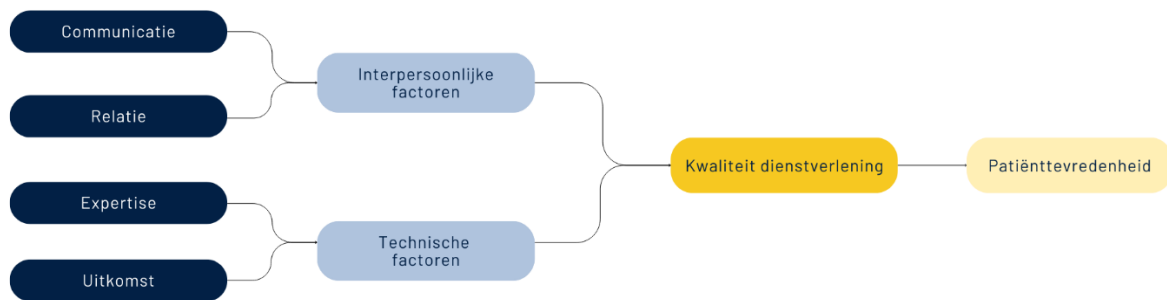 Communicatie
Relatie
Expertise
Uitkomst
Interpersoonlijke
factoren
Technische
factoren
Kwaliteit dienstverlening
Patiënttevredenheid